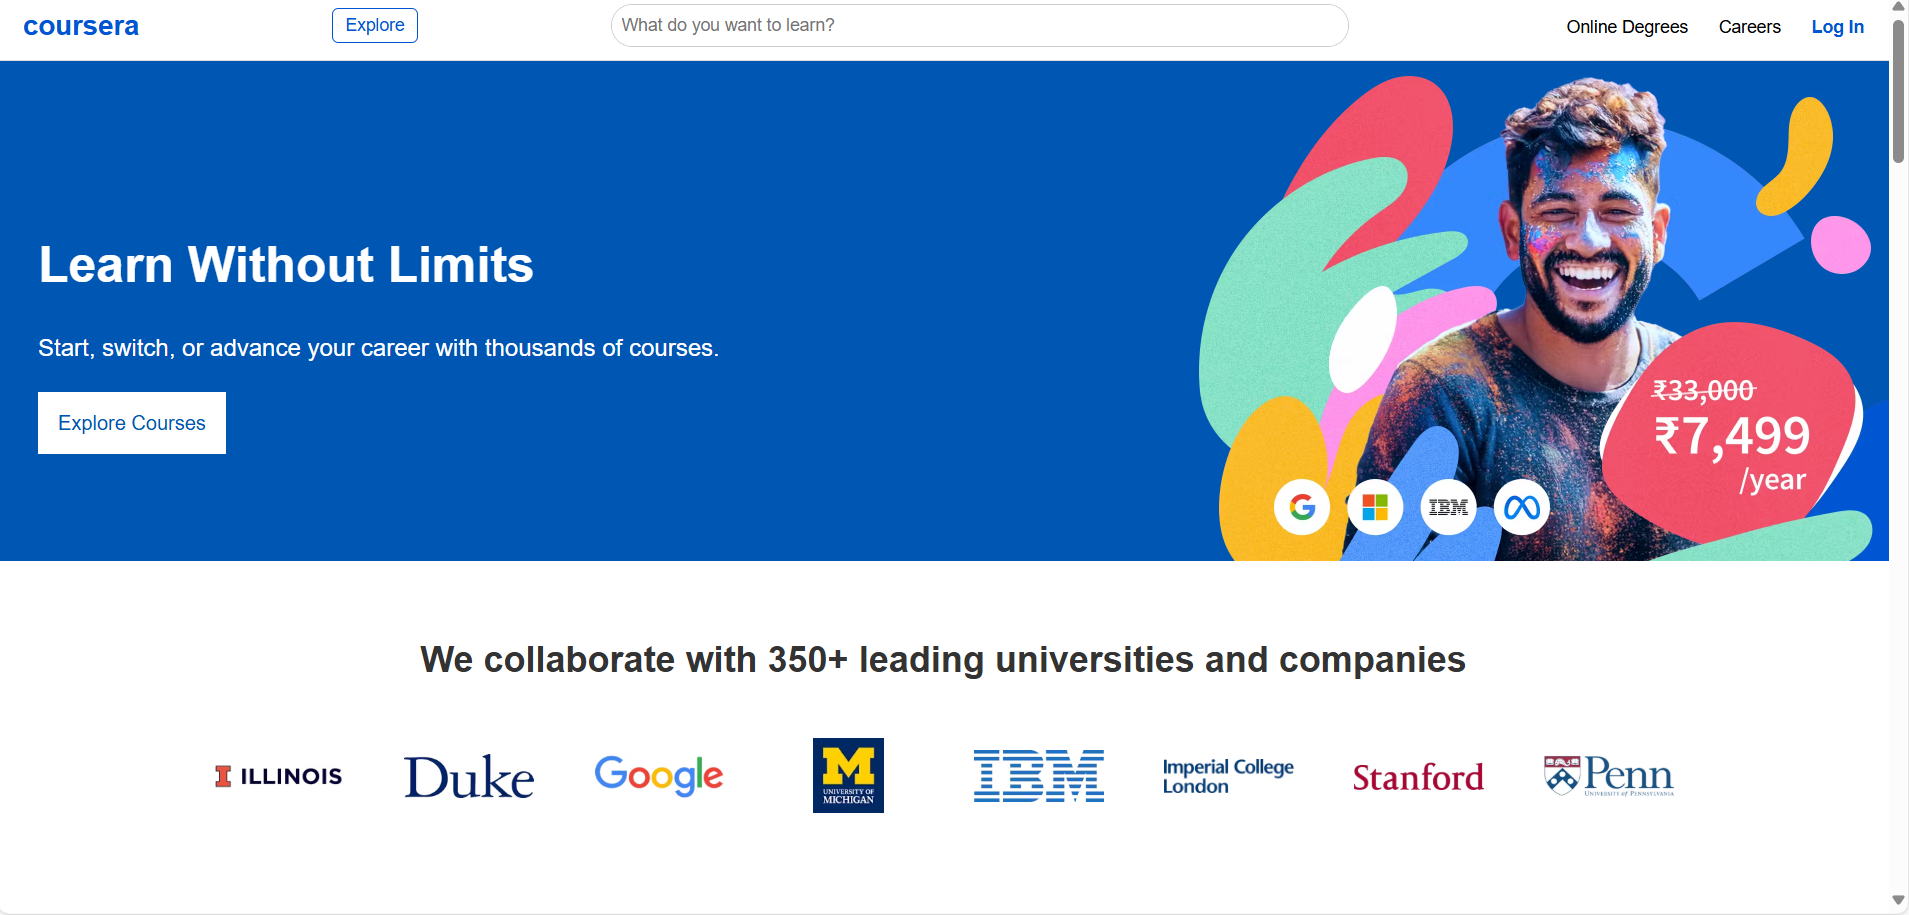 coursera
Explore
What do you want to learn?
Online Degrees
Careers
Log In
Learn Without Limits
Start, switch, or advance your career with thousands of courses.
Explore Courses
₹33,000
₹7,499
/year
G
IBM
We collaborate with 350+ leading universities and companies
I ILLINOIS
Duke
Google
M
UNIVERSITY OF
MICHIGAN
IBM
Imperial College
London
Stanford
Penn
UNIVERSITY of PENNSYLVANIA